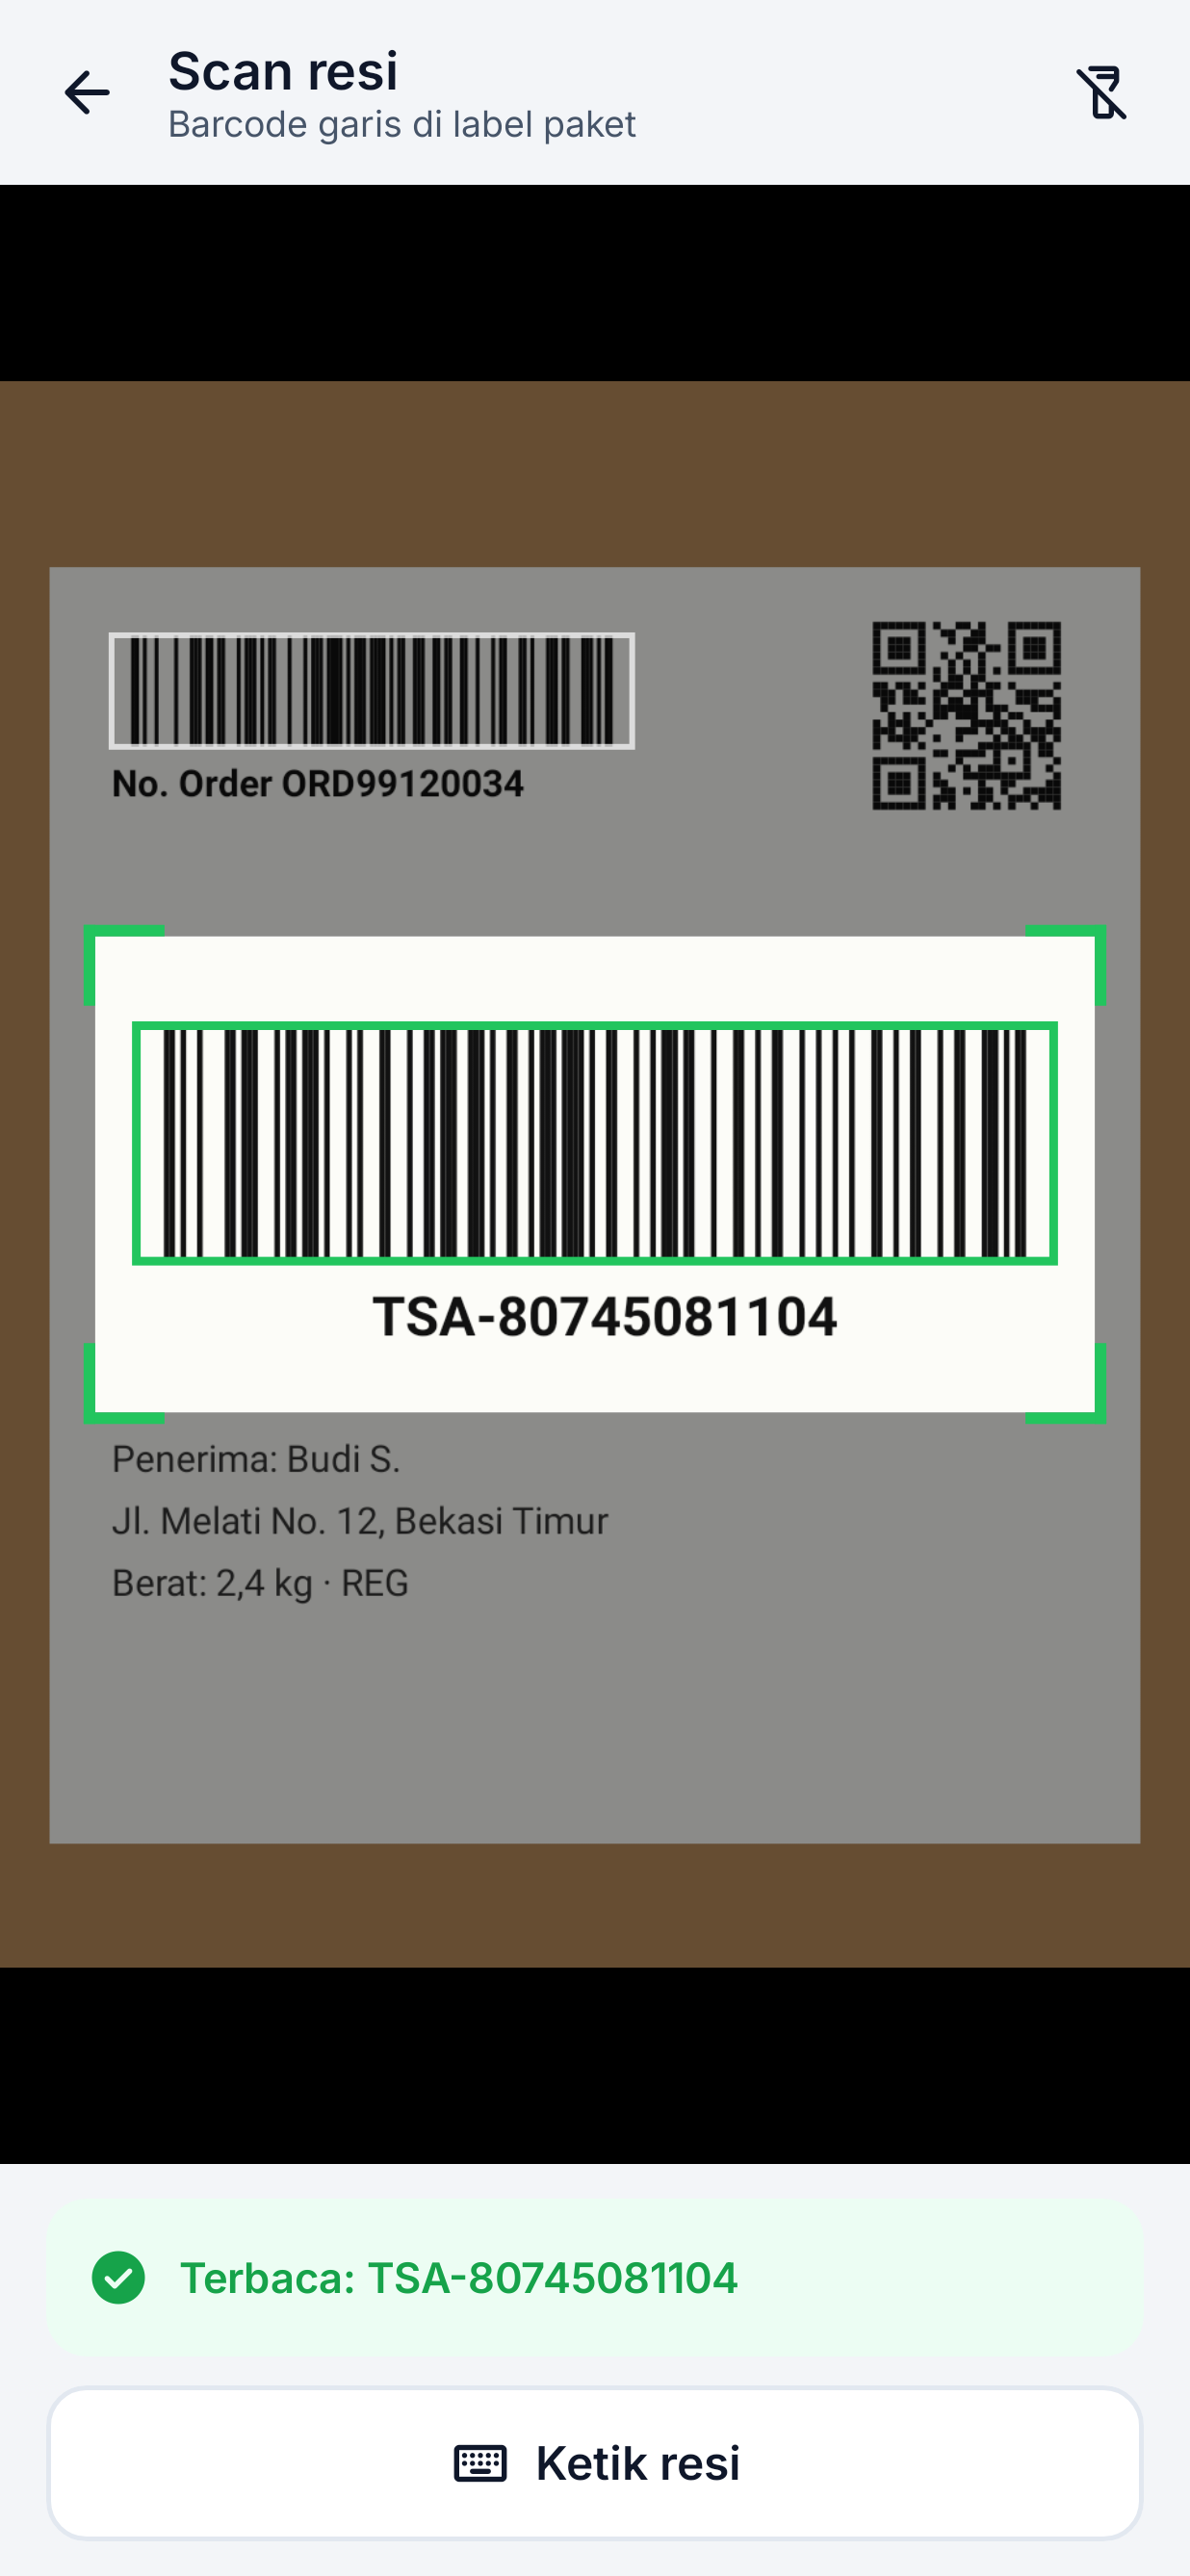 Scan resi
Barcode garis di label paket
No. Order ORD99120034
TSA-80745081104
Penerima: Budi S.
Jl. Melati No. 12, Bekasi Timur
Berat: 2,4 kg · REG
Terbaca: TSA-80745081104
Ketik resi